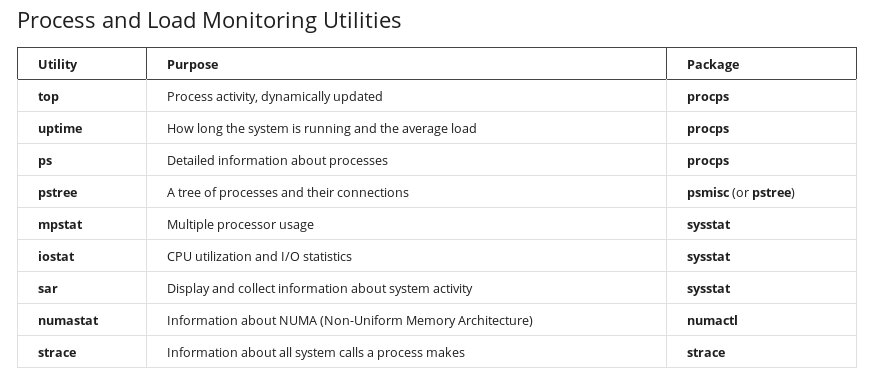 Process and Load Monitoring Utilities
Utility Purpose Package
top Process activity, dynamically updated procps
uptime How long the system is running and the average load procps
ps Detailed information about processes procps
pstree A tree of processes and their connections psmisc (or pstree)
mpstat Multiple processor usage sysstat
iostat CPU utilization and I/O statistics sysstat
sar Display and collect information about system activity sysstat
numastat Information about NUMA (Non-Uniform Memory Architecture) numactl
strace Information about all system calls a process makes strace